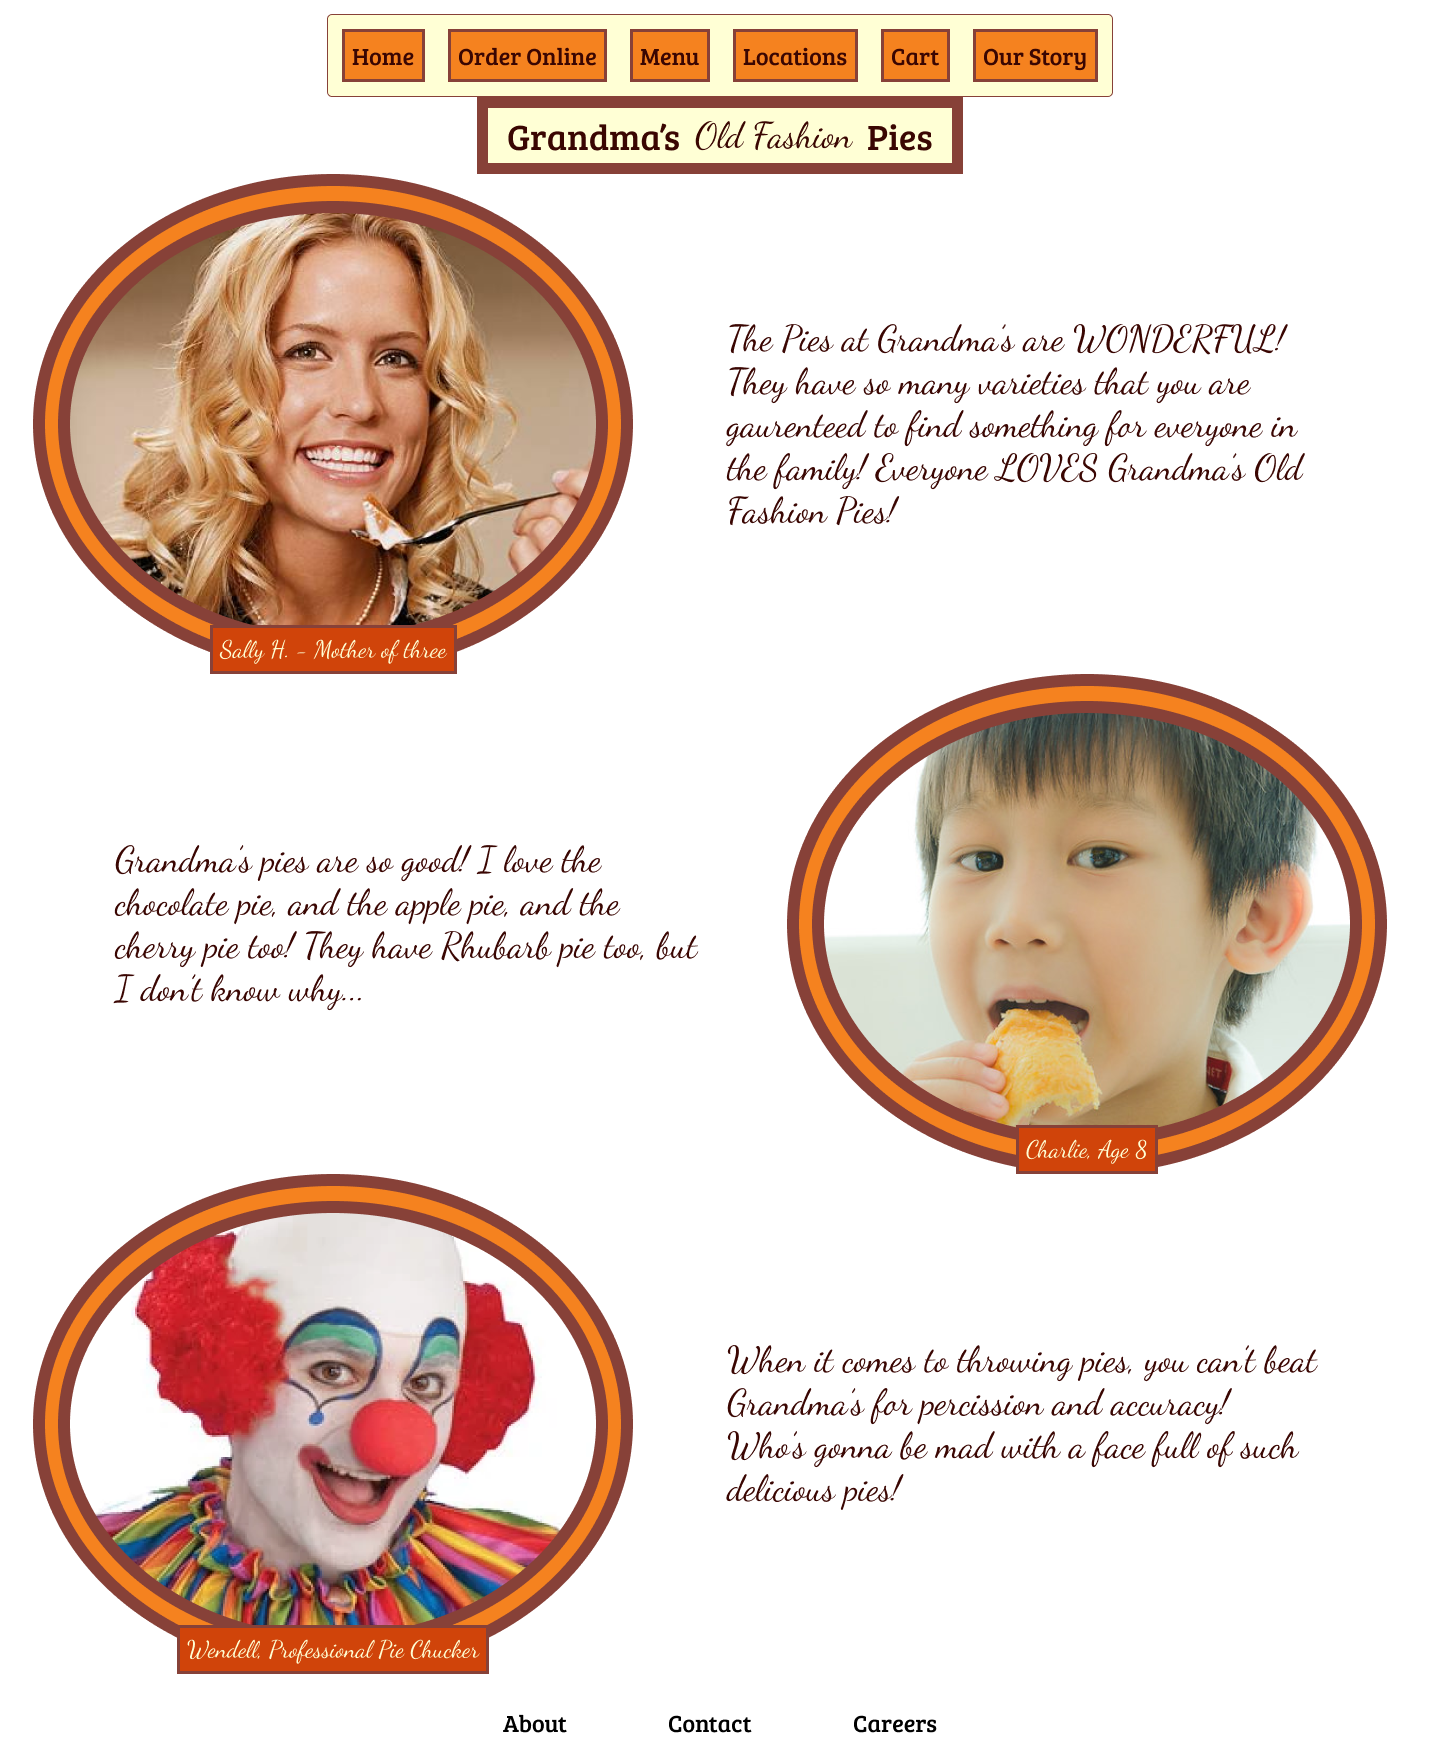 Home Order Online Menu Locations Cart Our Story
Grandma's Old Fashion Pies
The Pies at Grandma's are WONDERFUL!
They have so many varieties that you are
gaurenteed to find something for everyone in
the family! Everyone LOVES Grandma's Old
Fashion Pies!
Sally H. - Mother of three
Grandma's pies are so good! I love the
chocolate pie, and the apple pie, and the
cherry pie too! They have Rhubarb pie too, but
I don't know why...
Charlie, Age 8
When it comes to throwing pies, you can't beat
Grandma's for percission and accuracy!
Who's gonna be mad with a face full of such
delicious pies!
Wendell, Professional Pie Chucker
About Contact Careers